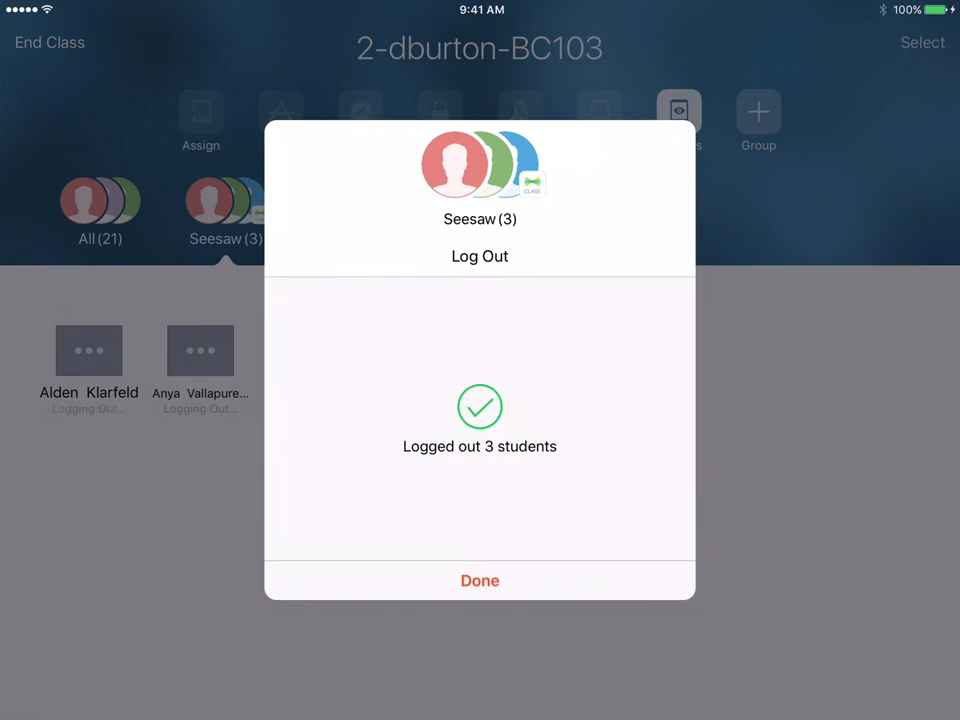 9:41 AM
100%
End Class
2-dburton-BC103
Select
Assign
s
Group
All (21)
Seesaw (3)
CLASS
Seesaw (3)
Log Out
Alden Klarfeld
Anya Vallapure...
Logging Out...
Logging Out...
Logged out 3 students
Done